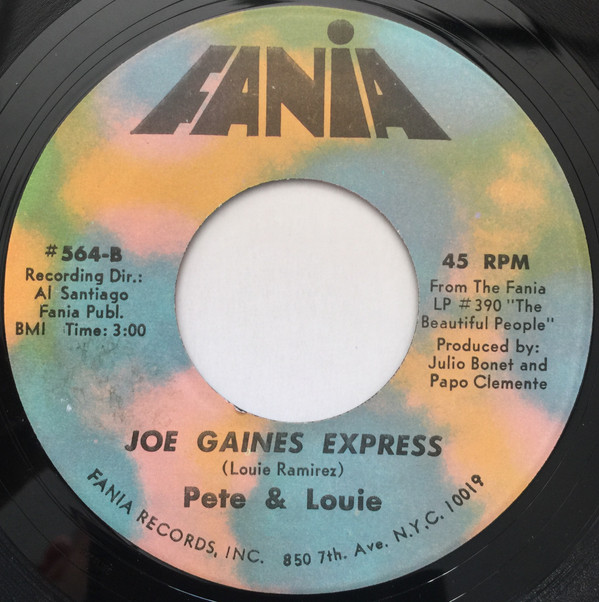 FANiA
#564-B
Recording Dir.:
Al Santiago
Fania Publ.
BMI Time: 3:00
45 RPM
From The Fania
LP #390 "The
Beautiful People"
Produced by:
Julio Bonet and
Papo Clemente
JOE GAINES EXPRESS
(Louie Ramirez)
Pete & Louie
FANIA RECORDS, INC. 850 7th. Ave. N.Y.C. 10019